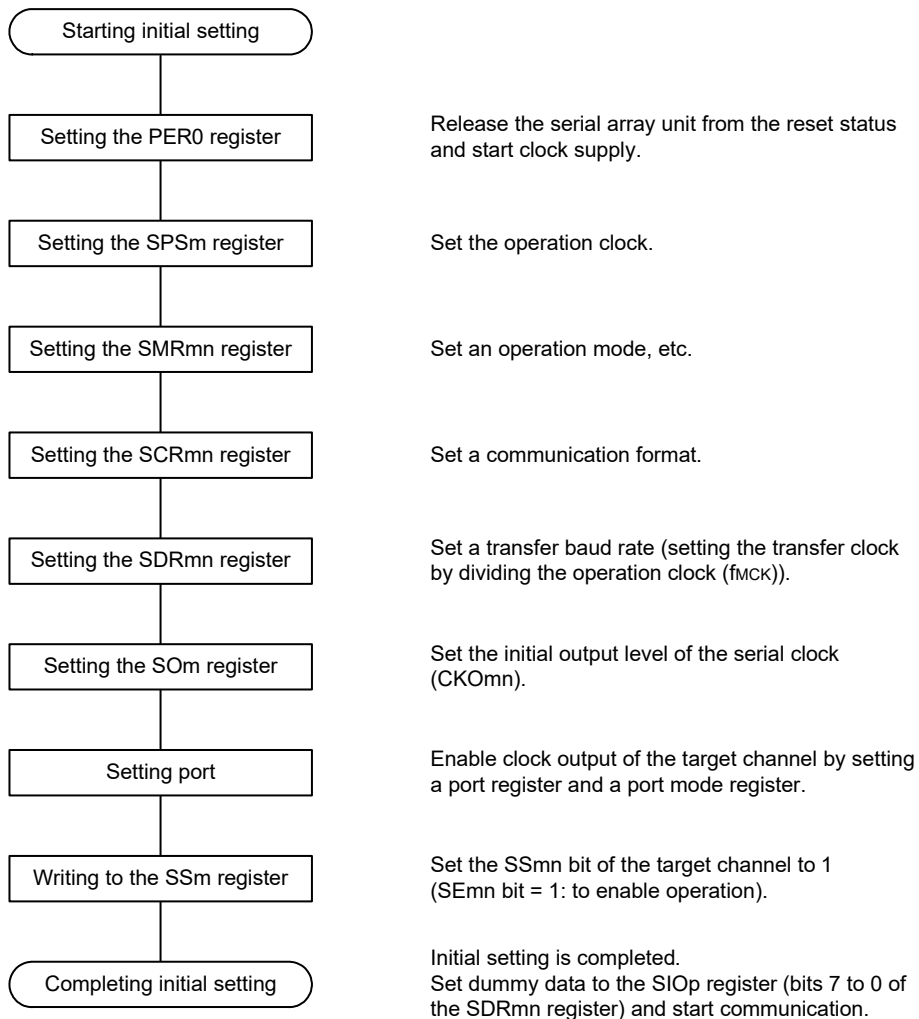 Starting initial setting
Setting the PER0 register
Release the serial array unit from the reset status
and start clock supply.
Setting the SPSm register
Set the operation clock.
Setting the SMRmn register
Set an operation mode, etc.
Setting the SCRmn register
Set a communication format.
Setting the SDRmn register
Set a transfer baud rate (setting the transfer clock
by dividing the operation clock (fMCK)).
Setting the SOm register
Set the initial output level of the serial clock
(CKOmn).
Setting port
Enable clock output of the target channel by setting
a port register and a port mode register.
Writing to the SSm register
Set the SSmn bit of the target channel to 1
(SEmn bit = 1: to enable operation).
Completing initial setting
Initial setting is completed.
Set dummy data to the SIOp register (bits 7 to 0 of
the SDRmn register) and start communication.